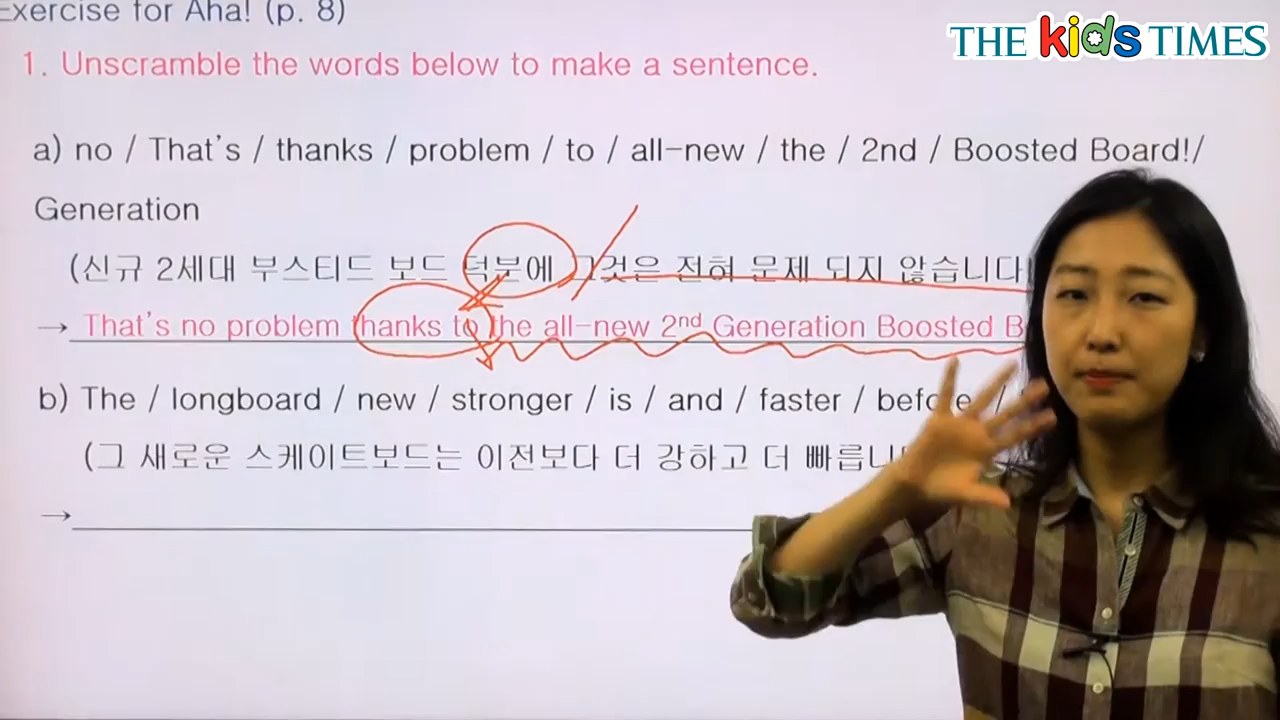 Exercise for Aha! (p. 8)
THE kids TIMES
1. Unscramble the words below to make a sentence.
a) no / That's / thanks / problem / to / all-new / the / 2nd / Boosted Board!/
Generation
(신규 2세대 부스티드 보드 덕분에 그것은 전혀 문제 되지 않습니다
→ That's no problem thanks to the all-new 2nd Generation Boosted
b) The / longboard / new / stronger / is / and / faster / before /
(그 새로운 스케이트보드는 이전보다 더 강하고 더
→